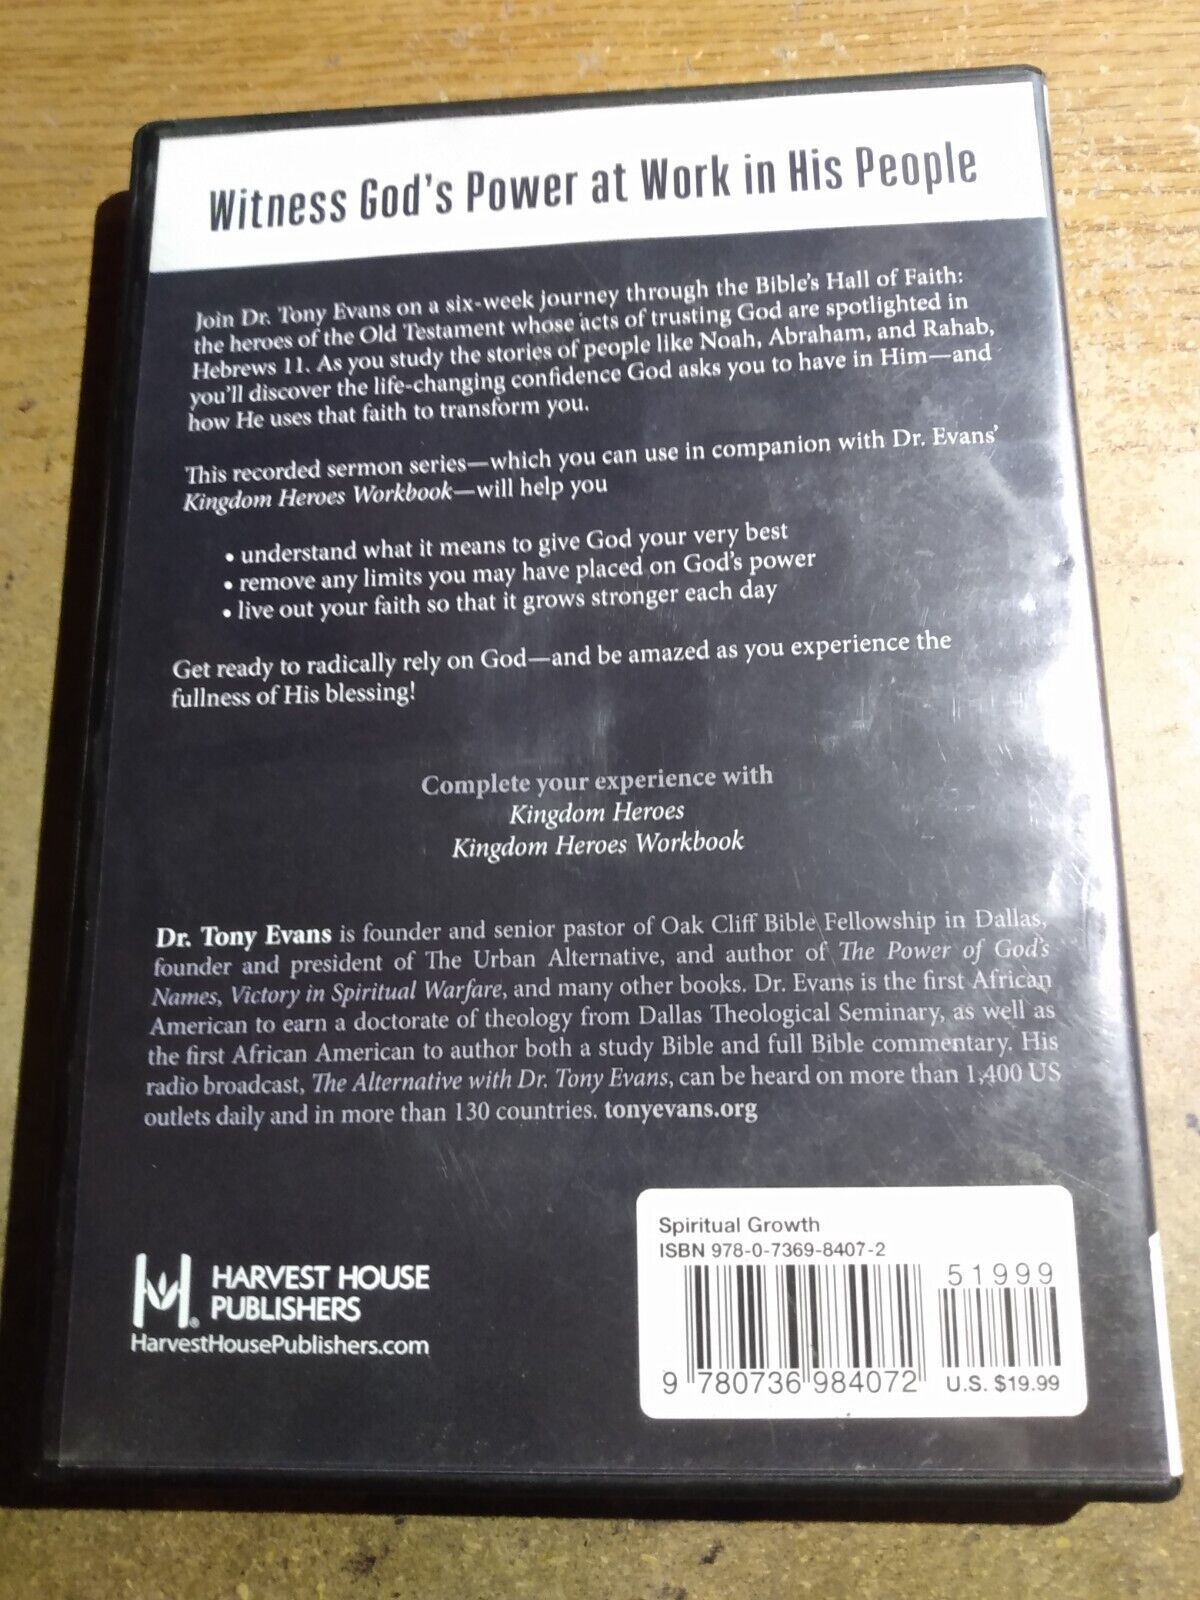 Witness God's Power at Work in His People
Join Dr. Tony Evans on a six-week journey through the Bible's Hall of Faith:
the heroes of the Old Testament whose acts of trusting God are spotlighted in
Hebrews 11. As you study the stories of people like Noah, Abraham, and Rahab,
you'll discover the life-changing confidence God asks you to have in Him—and
how He uses that faith to transform you.
This recorded sermon series—which you can use in companion with Dr. Evans'
Kingdom Heroes Workbook—will help you
• understand what it means to give God your very best
• remove any limits you may have placed on God's power
• live out your faith so that it grows stronger each day
Get ready to radically rely on God—and be amazed as you experience the
fullness of His blessing!
Complete your experience with
Kingdom Heroes
Kingdom Heroes Workbook
Dr. Tony Evans is founder and senior pastor of Oak Cliff Bible Fellowship in Dallas,
founder and president of The Urban Alternative, and author of The Power of God's
Names, Victory in Spiritual Warfare, and many other books. Dr. Evans is the first African
American to earn a doctorate of theology from Dallas Theological Seminary, as well as
the first African American to author both a study Bible and full Bible commentary. His
radio broadcast, The Alternative with Dr. Tony Evans, can be heard on more than 1,400 US
outlets daily and in more than 130 countries. tonyevans.org
HARVEST HOUSE
PUBLISHERS
®
HarvestHousePublishers.com
Spiritual Growth
ISBN 978-0-7369-8407-2
51999
9 780736 984072
U.S. $19.99